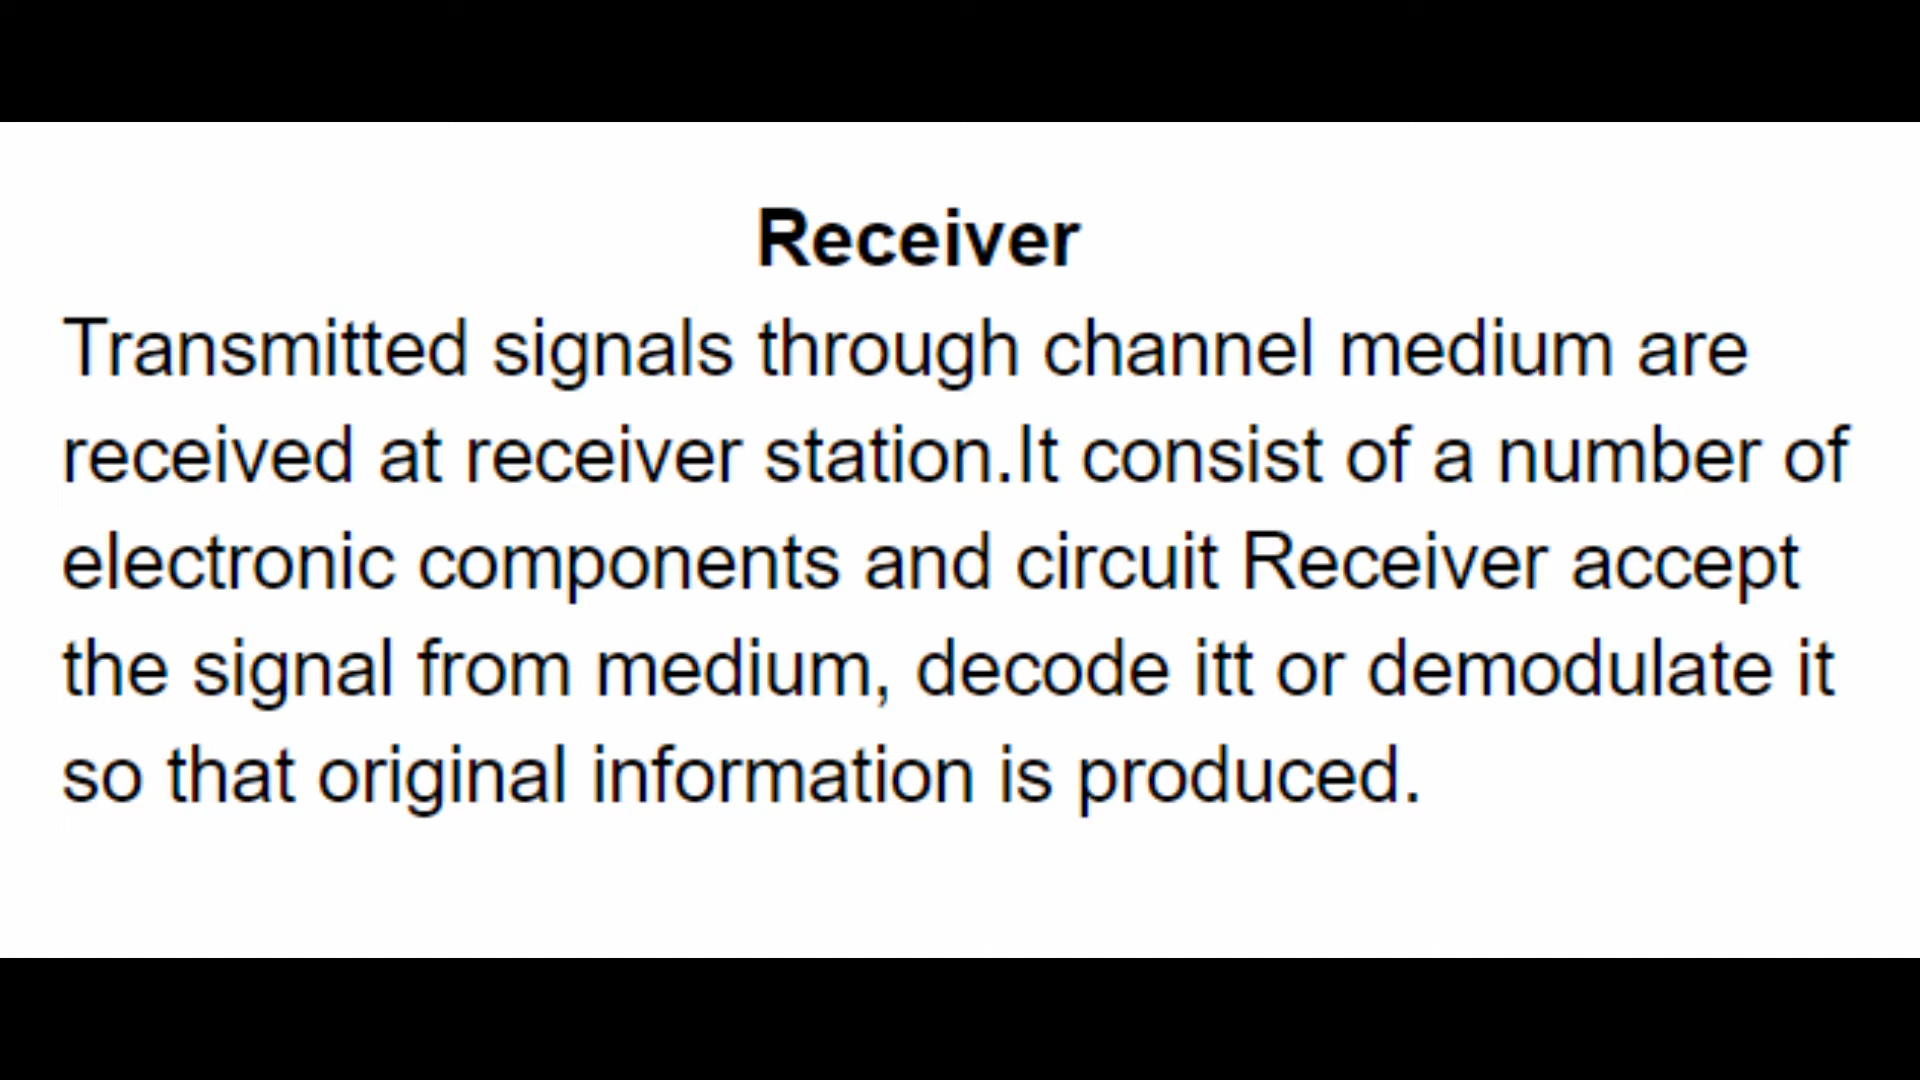 Receiver
Transmitted signals through channel medium are
received at receiver station.It consist of a number of
electronic components and circuit Receiver accept
the signal from medium, decode itt or demodulate it
so that original information is produced.